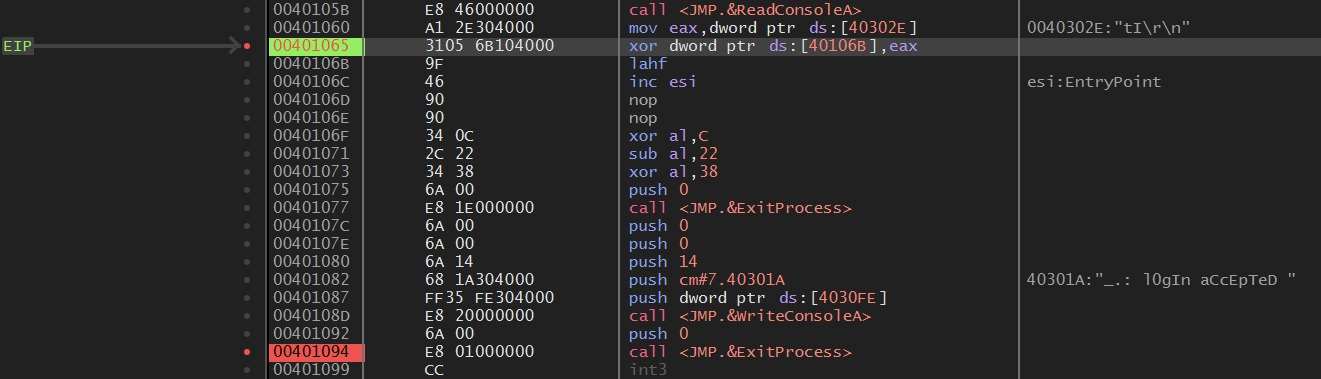 0040105B E8 46000000 call <JMP.&ReadConsoleA>
00401060 A1 2E304000 mov eax,dword ptr ds:[40302E] 0040302E:"tI\r\n"
EIP 00401065 3105 6B104000 xor dword ptr ds:[40106B],eax
0040106B 9F lahf
0040106C 46 inc esi esi:EntryPoint
0040106D 90 nop
0040106E 90 nop
0040106F 34 0C xor al,C
00401071 2C 22 sub al,22
00401073 34 38 xor al,38
00401075 6A 00 push 0
00401077 E8 1E000000 call <JMP.&ExitProcess>
0040107C 6A 00 push 0
0040107E 6A 00 push 0
00401080 6A 14 push 14
00401082 68 1A304000 push cm#7.40301A 40301A:"_.: l0gIn aCcEpTeD "
00401087 FF35 FE304000 push dword ptr ds:[4030FE]
0040108D E8 20000000 call <JMP.&WriteConsoleA>
00401092 6A 00 push 0
00401094 E8 01000000 call <JMP.&ExitProcess>
00401099 CC int3